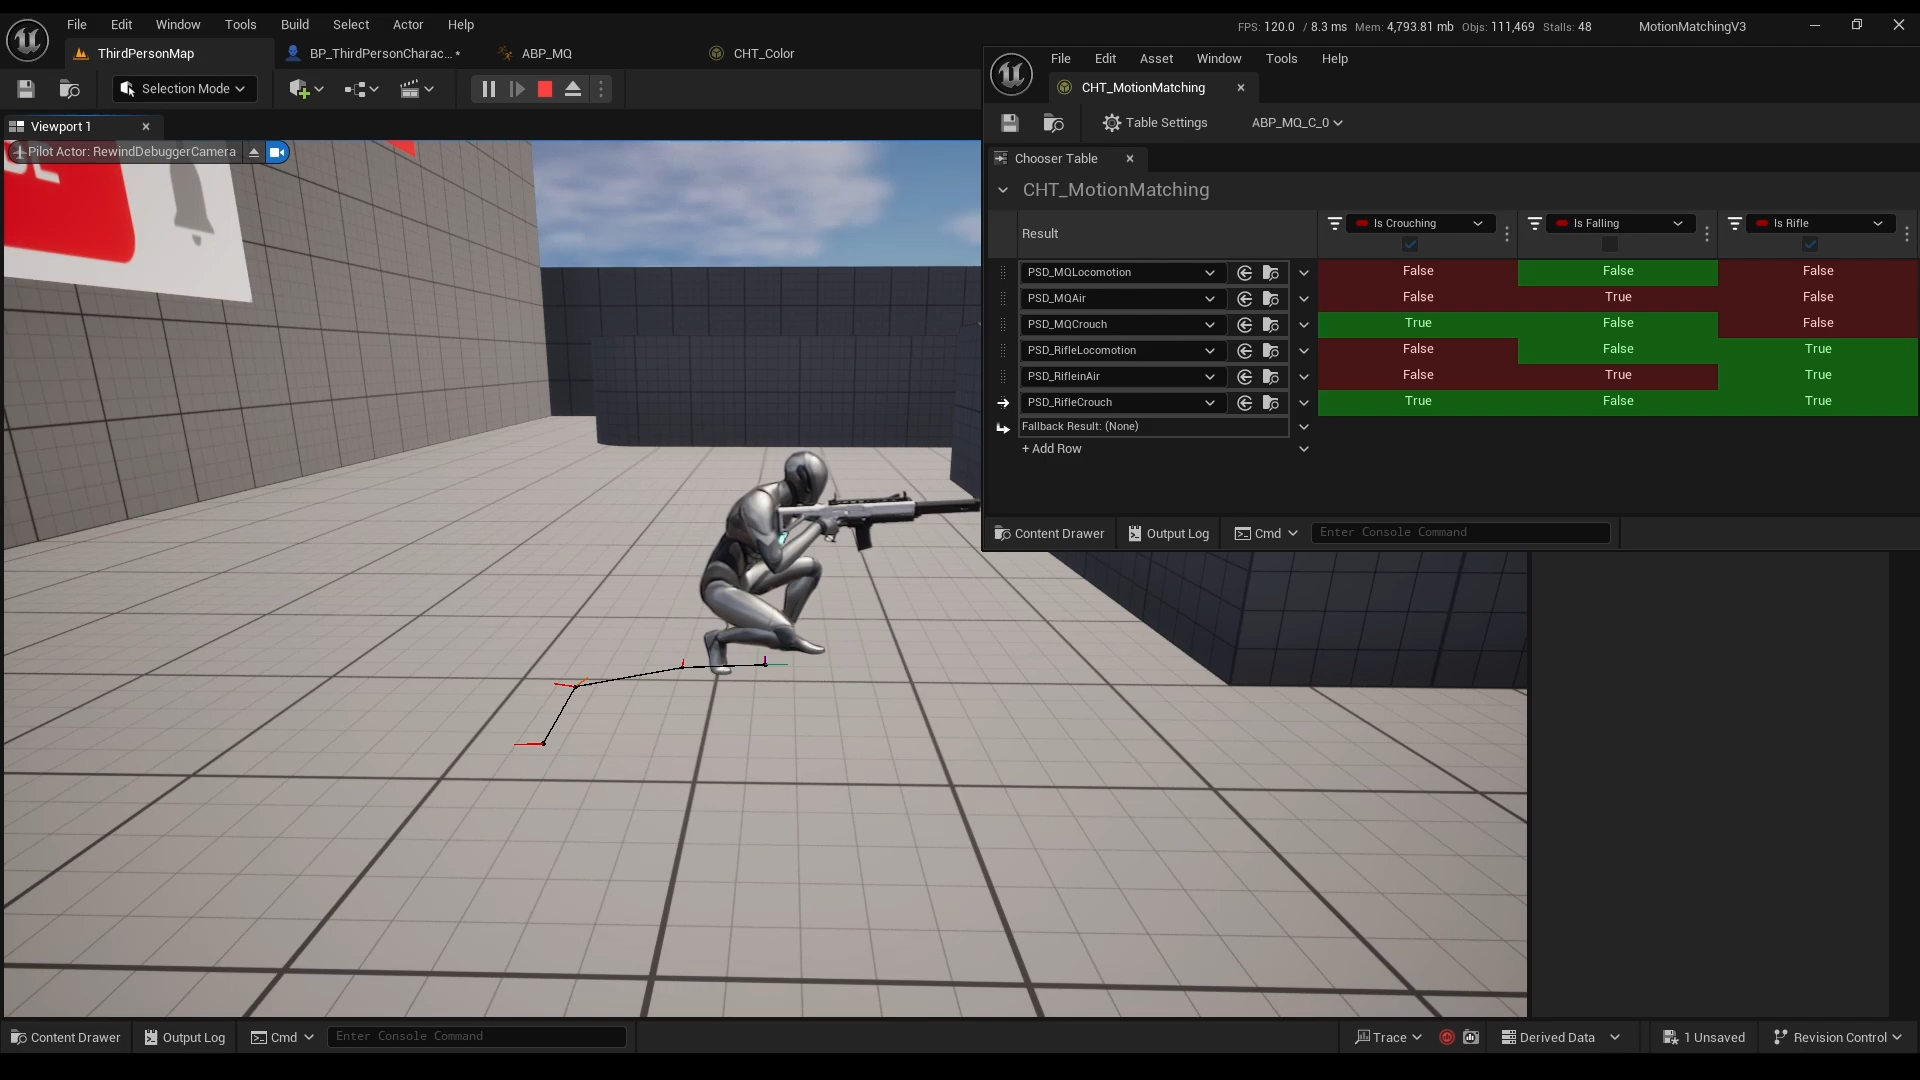 File Edit Window Tools Build Select Actor Help
FPS: 120.0 / 8.3 ms Mem: 4,793.81 mb Objs: 111,469 Stalls: 48 MotionMatchingV3
ThirdPersonMap BP_ThirdPersonCharac... • ABP_MQ CHT_Color
Selection Mode
Viewport 1
Pilot Actor: RewindDebuggerCamera
File Edit Asset Window Tools Help
CHT_MotionMatching
Table Settings ABP_MQ_C_0
Chooser Table
CHT_MotionMatching
Result Is Crouching Is Falling Is Rifle
PSD_MQLocomotion False False False
PSD_MQAir False True False
PSD_MQCrouch True False False
PSD_RifleLocomotion False False True
PSD_RifleinAir False True True
PSD_RifleCrouch True False True
Fallback Result: (None)
+ Add Row
Content Drawer Output Log Cmd Enter Console Command
Content Drawer Output Log Cmd Enter Console Command
Trace Derived Data 1 Unsaved Revision Control